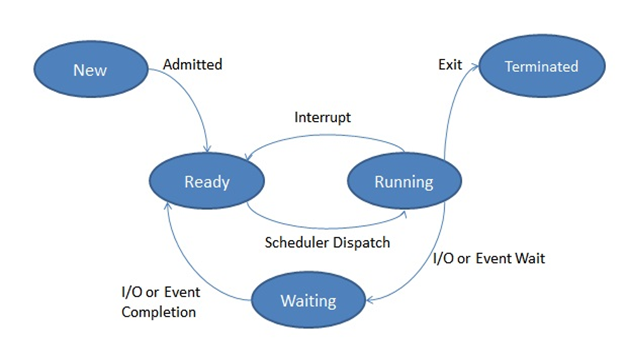 New
Admitted
Exit
Terminated
Interrupt
Ready
Running
Scheduler Dispatch
I/O or Event Wait
I/O or Event
Completion
Waiting